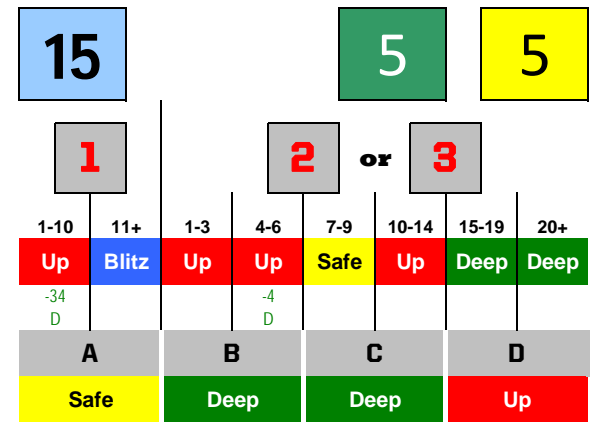 15 5 5
1 2 or 3
1-10 11+ 1-3 4-6 7-9 10-14 15-19 20+
Up Blitz Up Up Safe Up Deep Deep
-34 -4
D D
A B C D
Safe Deep Deep Up